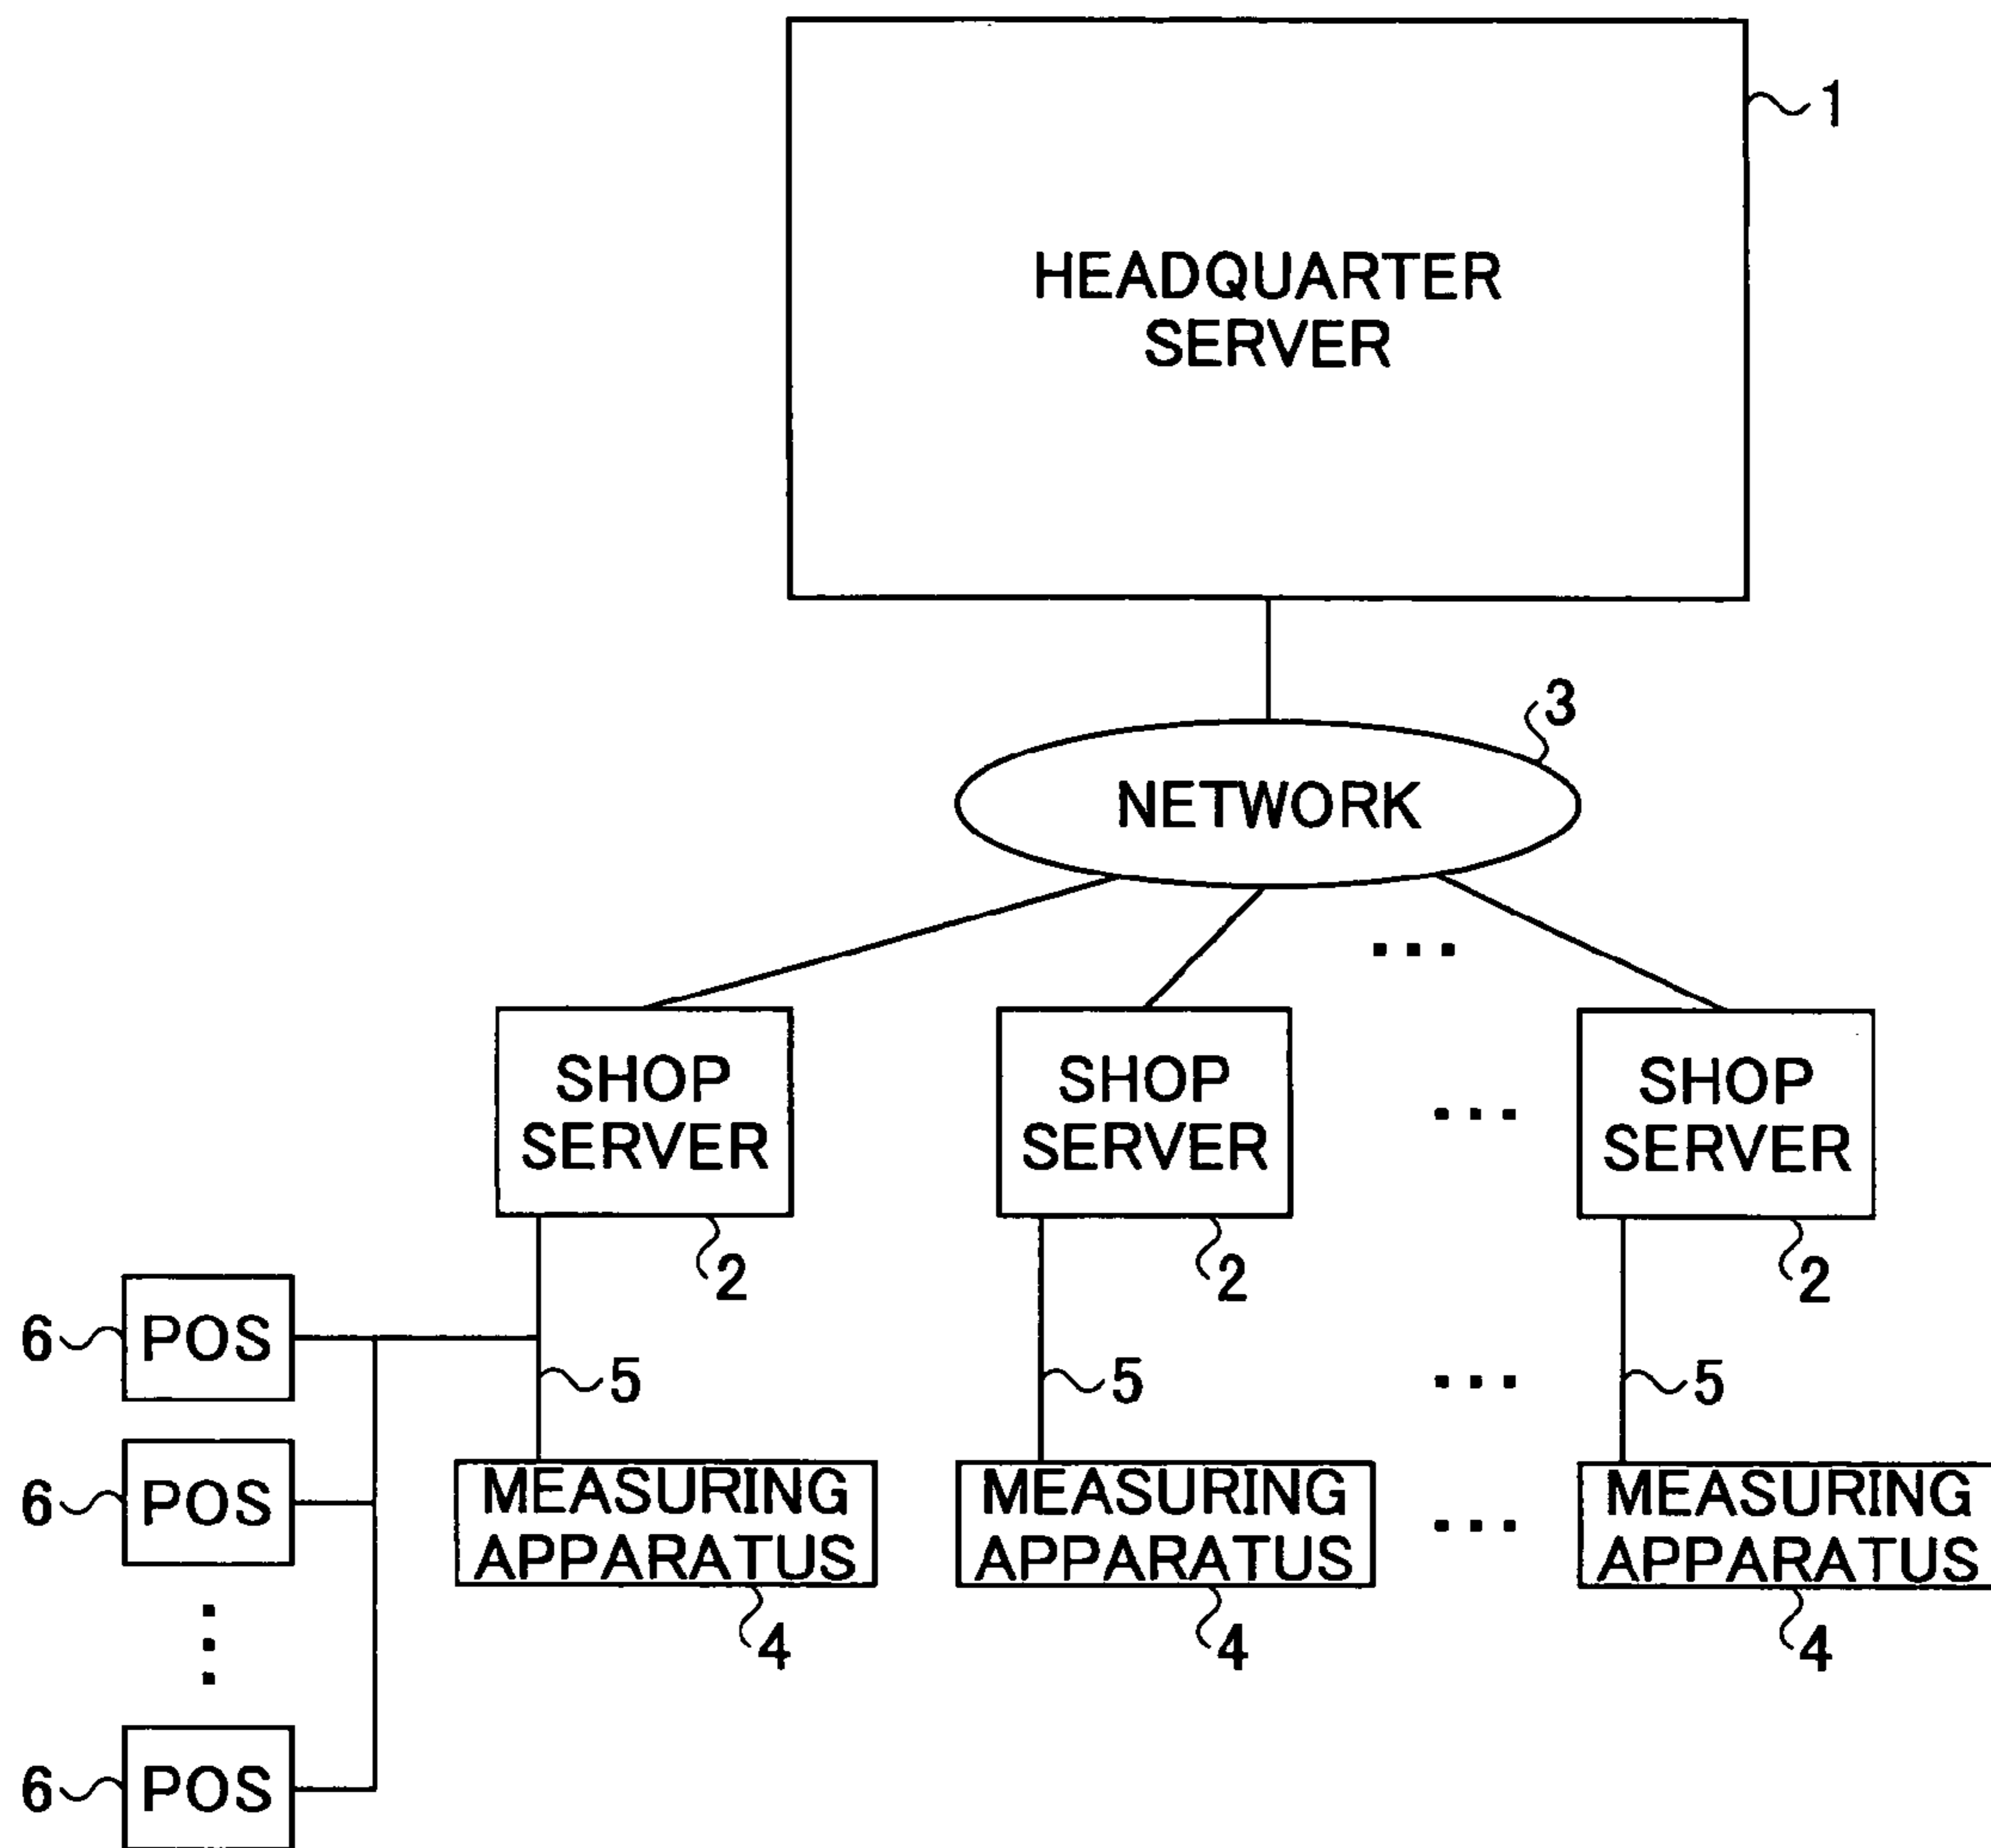 HEADQUARTER
SERVER
1
3
NETWORK
...
SHOP
SERVER
SHOP
SERVER
...
SHOP
SERVER
2
2
2
6
POS
5
5
...
5
6
POS
MEASURING
APPARATUS
MEASURING
APPARATUS
...
MEASURING
APPARATUS
4
4
4
6
POS